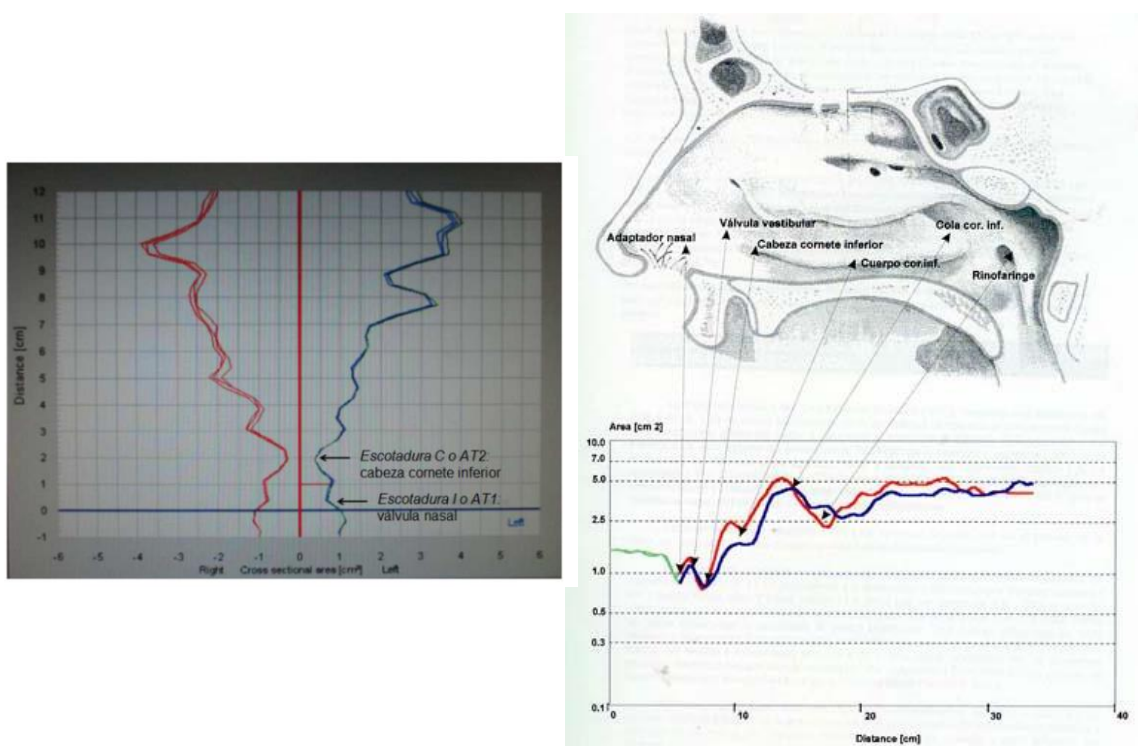 12
11
10
9
8
7
6
5
4
3
2
1
0
-1
Distance [cm]
Escotadura C o AT2:
cabeza cornete inferior
Escotadura I o AT1:
válvula nasal
Left
-6 -5 -4 -3 -2 -1 0 1 2 3 4 5 6
Right Cross sectional area [cm²] Left
Adaptador nasal
Válvula vestibular
Cabeza cornete inferior
Cuerpo cor.inf.
Cola cor. inf.
Rinofaringe
Area [cm 2]
10.0
7.0
5.0
2.5
1.0
0.5
0.3
0.1
0 10 20 30 40
Distance [cm]